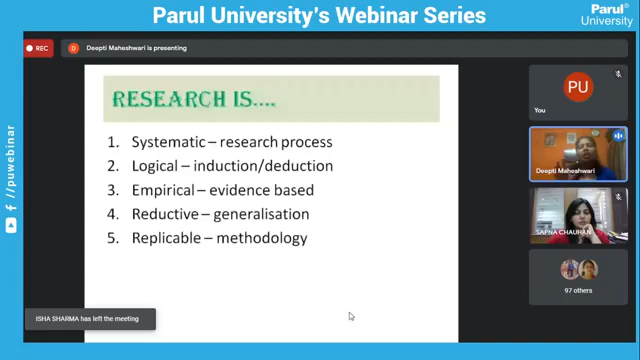 Parul University's Webinar Series
Parul
University
REC
D
Deepti Maheshwari is presenting
RESEARCH IS....
1. Systematic – research process
2. Logical – induction/deduction
3. Empirical – evidence based
4. Reductive – generalisation
5. Replicable – methodology
PU
You
Deepti Maheshwari
SAPNA CHAUHAN
97 others
ISHA SHARMA has left the meeting
/puwebinar